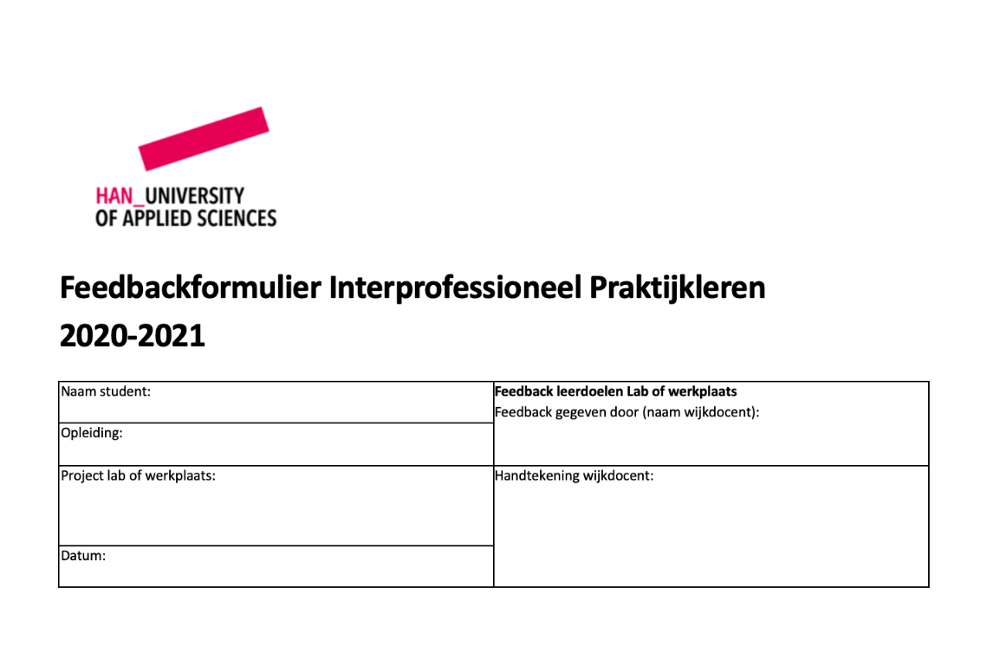 HAN_UNIVERSITY
OF APPLIED SCIENCES
Feedbackformulier Interprofessioneel Praktijkleren
2020-2021
Naam student:
Opleiding:
Project lab of werkplaats:
Datum:
Feedback leerdoelen Lab of werkplaats
Feedback gegeven door (naam wijkdocent):
Handtekening wijkdocent: